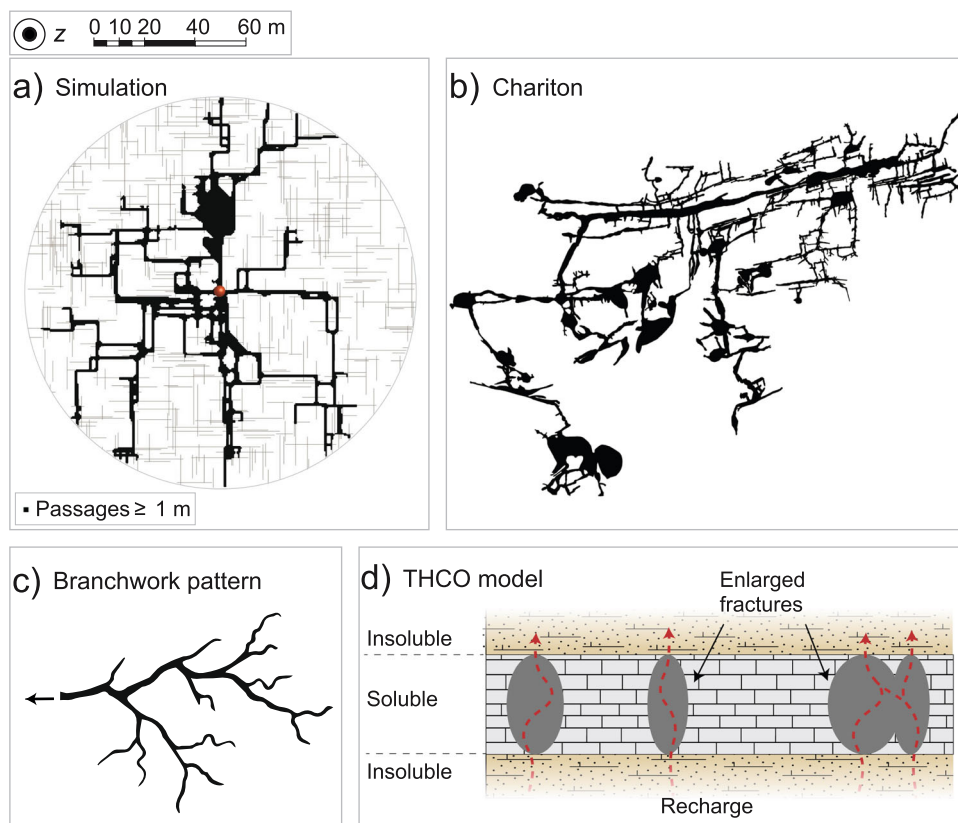 z 0 10 20 40 60 m
a) Simulation
Passages ≥ 1 m
b) Chariton
c) Branchwork pattern
d) THCO model
Enlarged
fractures
Insoluble
Soluble
Insoluble
Recharge